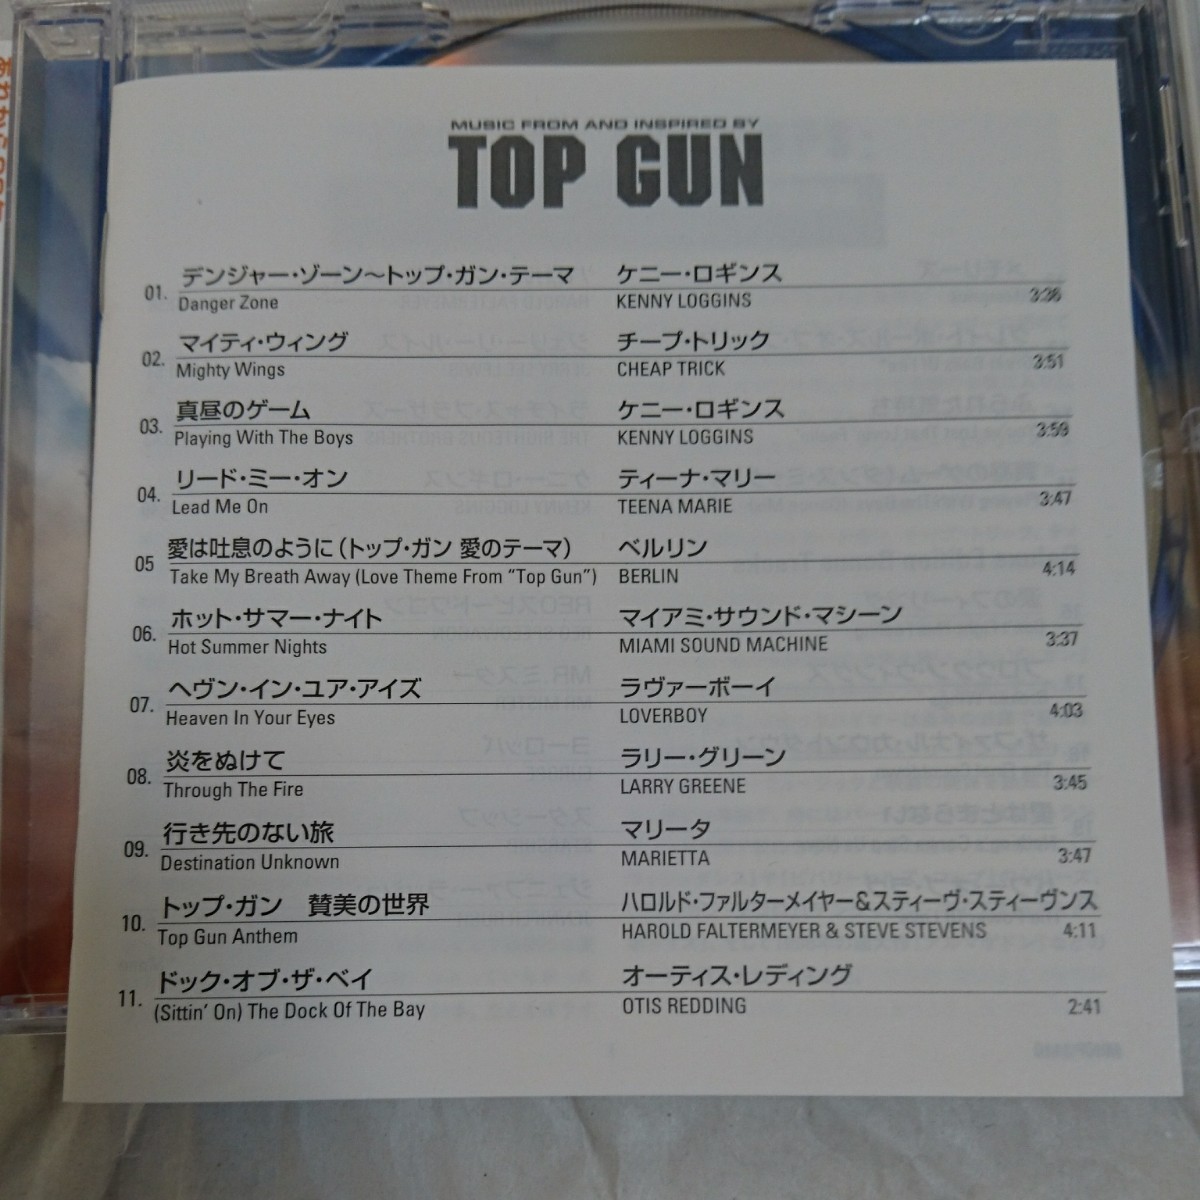 MUSIC FROM AND INSPIRED BY
TOP GUN
01. デンジャー・ゾーン〜トップ・ガン・テーマ ケニー・ロギンス
Danger Zone KENNY LOGGINS 3:36
02. マイティ・ウィング チープ・トリック
Mighty Wings CHEAP TRICK 3:51
03. 真昼のゲーム ケニー・ロギンス
Playing With The Boys KENNY LOGGINS 3:59
04. リード・ミー・オン ティーナ・マリー
Lead Me On TEENA MARIE 3:47
05 愛は吐息のように(トップ・ガン 愛のテーマ) ベルリン
Take My Breath Away (Love Theme From “Top Gun”) BERLIN 4:14
06. ホット・サマー・ナイト マイアミ・サウンド・マシーン
Hot Summer Nights MIAMI SOUND MACHINE 3:37
07. ヘヴン・イン・ユア・アイズ ラヴァーボーイ
Heaven In Your Eyes LOVERBOY 4:03
08. 炎をぬけて ラリー・グリーン
Through The Fire LARRY GREENE 3:45
09. 行き先のない旅 マリータ
Destination Unknown MARIETTA 3:47
10. トップ・ガン 賛美の世界 ハロルド・ファルターメイヤー&スティーヴ・スティーヴンス
Top Gun Anthem HAROLD FALTERMEYER & STEVE STEVENS 4:11
11. ドック・オブ・ザ・ベイ オーティス・レディング
(Sittin’ On) The Dock Of The Bay OTIS REDDING 2:41